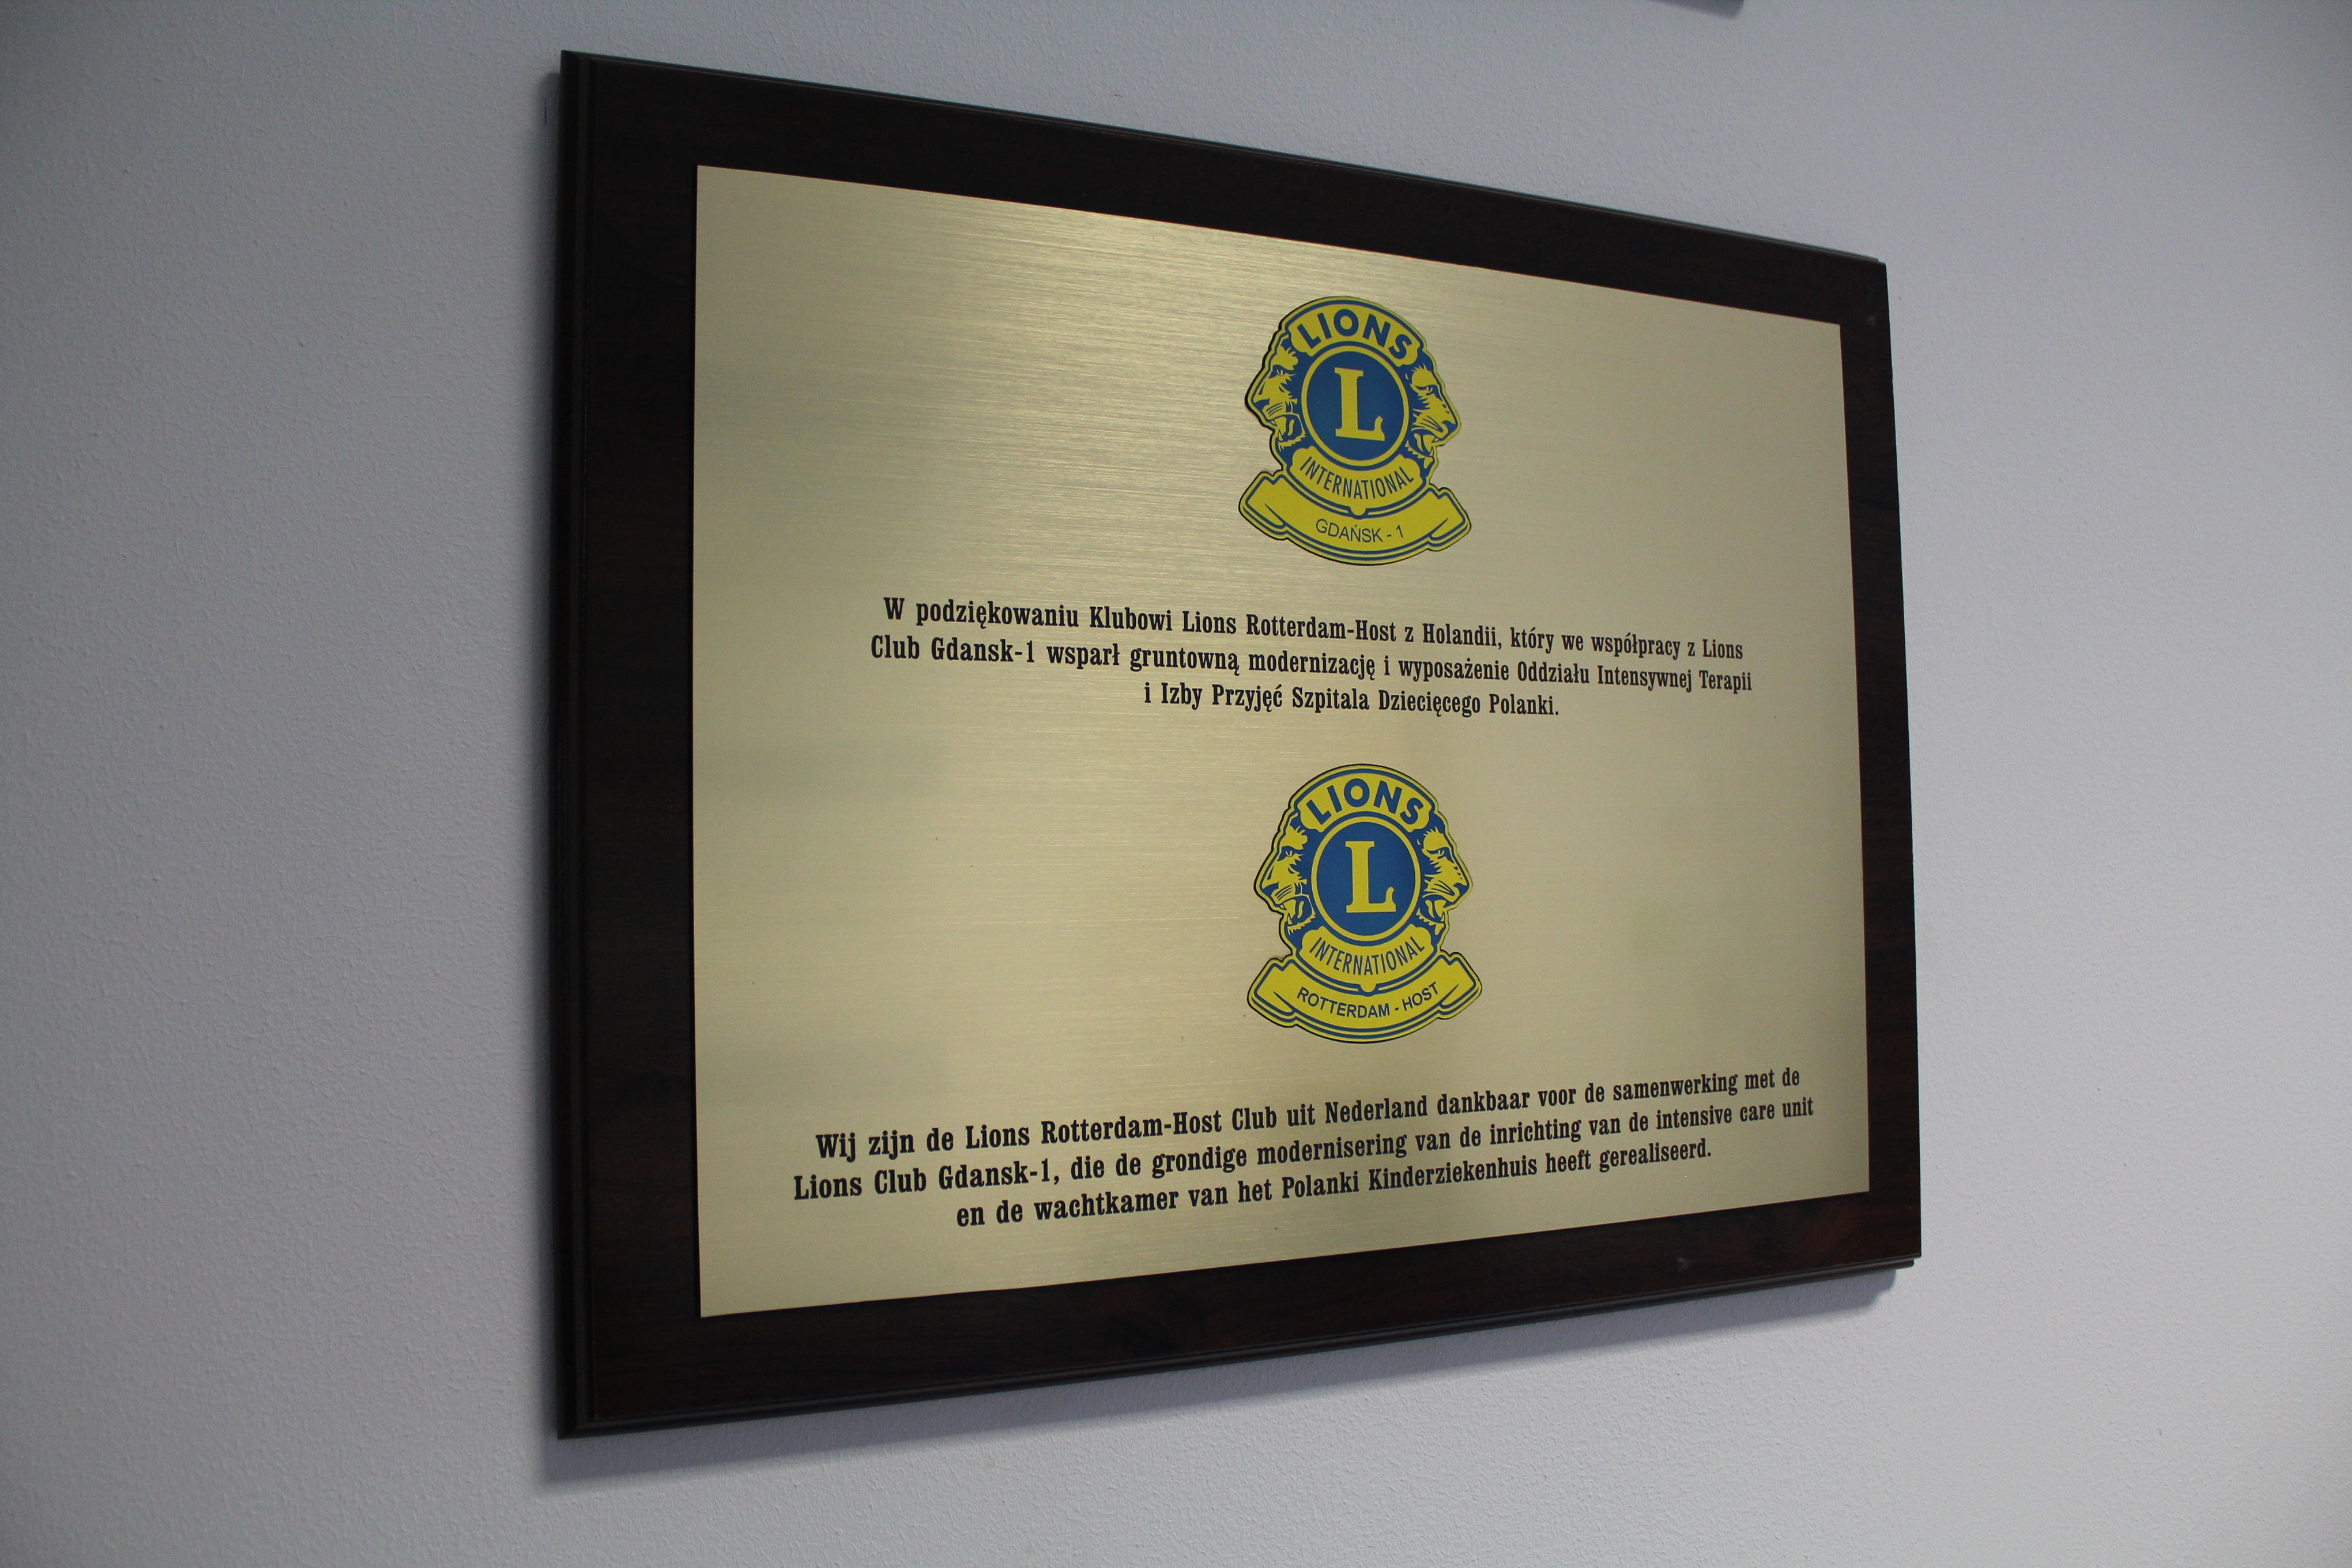 LIONS
L
INTERNATIONAL
GDAŃSK - 1
W podziękowaniu Klubowi Lions Rotterdam-Host z Holandii, który we współpracy z Lions
Club Gdansk-1 wsparł gruntowną modernizację i wyposażenie Oddziału Intensywnej Terapii
i Izby Przyjęć Szpitala Dziecięcego Polanki.
LIONS
L
INTERNATIONAL
ROTTERDAM - HOST
Wij zijn de Lions Rotterdam-Host Club uit Nederland dankbaar voor de samenwerking met de
Lions Club Gdansk-1, die de grondige modernisering van de inrichting van de intensive care unit
en de wachtkamer van het Polanki Kinderziekenhuis heeft gerealiseerd.